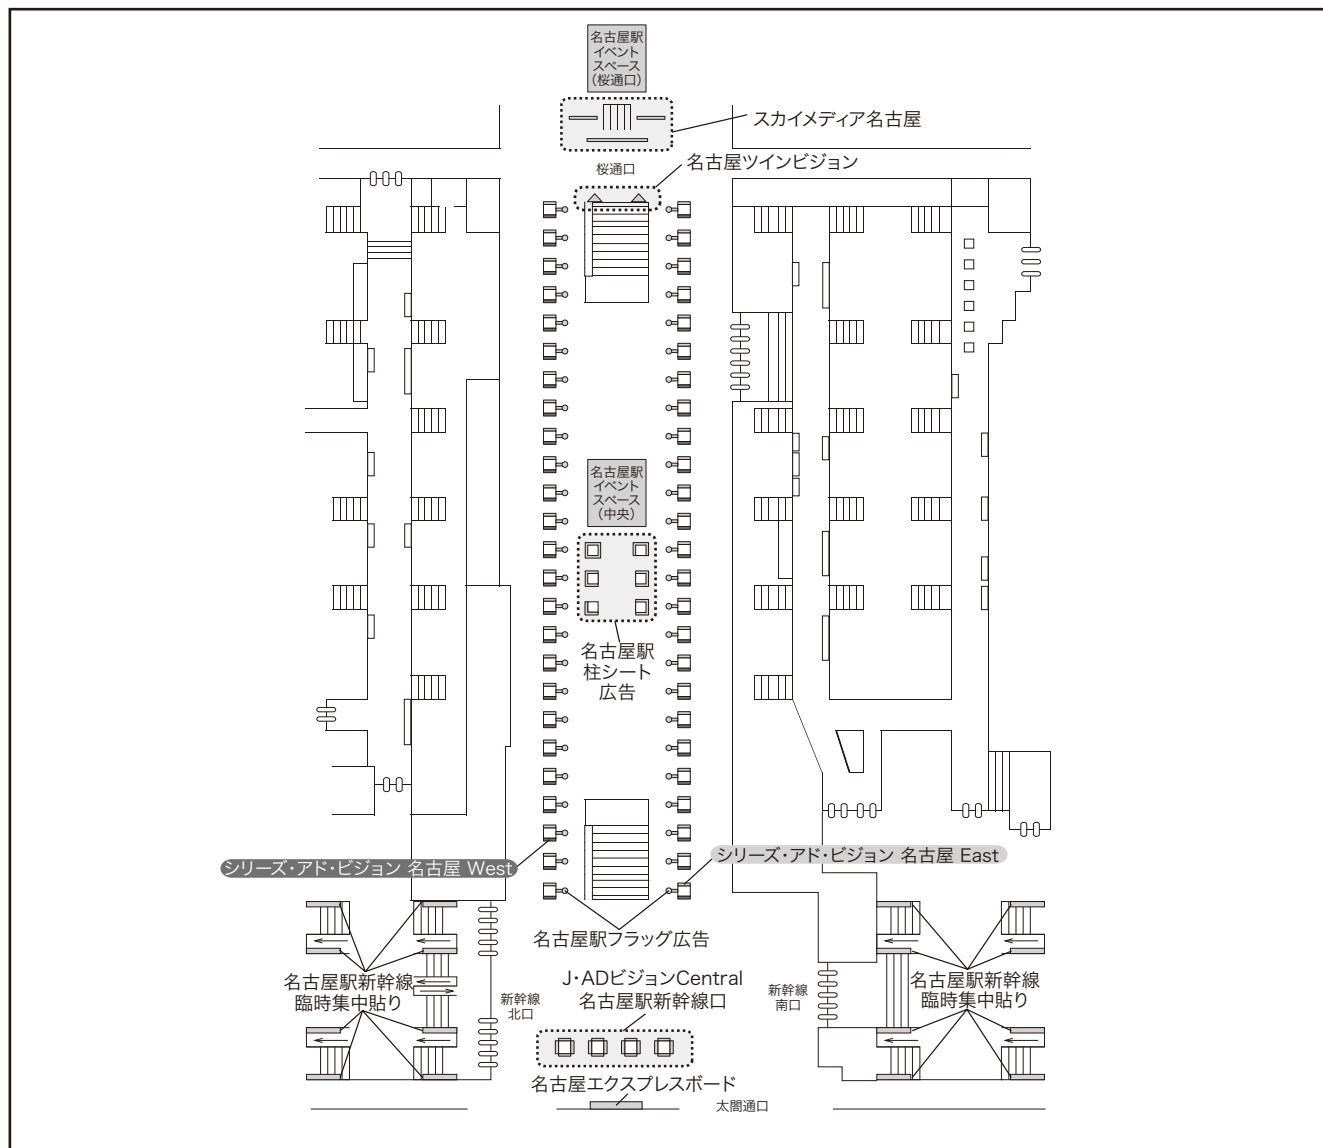 名古屋駅
イベント
スペース
（桜通口）
スカイメディア名古屋
桜通口
名古屋ツインビジョン
名古屋駅
イベント
スペース
（中央）
名古屋駅
柱シート
広告
シリーズ・アド・ビジョン 名古屋 West
シリーズ・アド・ビジョン 名古屋 East
名古屋駅フラッグ広告
名古屋駅新幹線
臨時集中貼り
新幹線
北口
J・ADビジョンCentral
名古屋駅新幹線口
新幹線
南口
名古屋駅新幹線
臨時集中貼り
名古屋エクスプレスボード
太閤通口